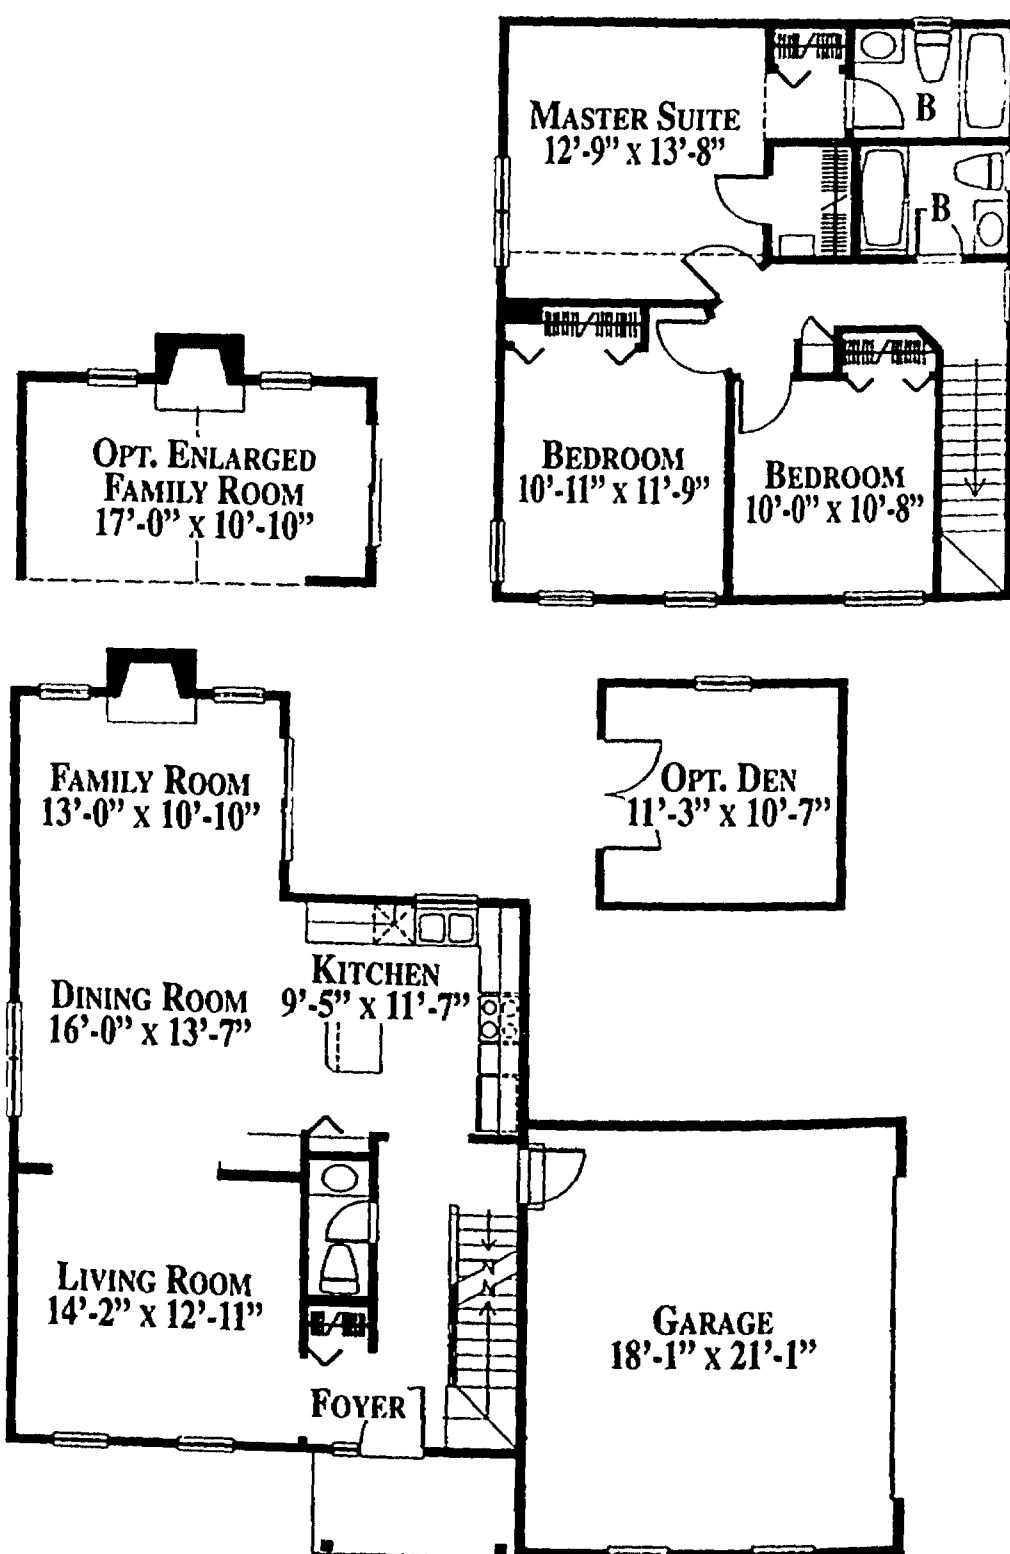 MASTER SUITE
12’-9” X 13’-8”
B
B
BEDROOM
10’-11” X 11’-9”
BEDROOM
10’-0” X 10’-8”
OPT. ENLARGED
FAMILY ROOM
17’-0” X 10’-10”
FAMILY ROOM
13’-0” X 10’-10”
OPT. DEN
11’-3” X 10’-7”
KITCHEN
9’-5” X 11’-7”
DINING ROOM
16’-0” X 13’-7”
LIVING ROOM
14’-2” X 12’-11”
GARAGE
18’-1” X 21’-1”
FOYER